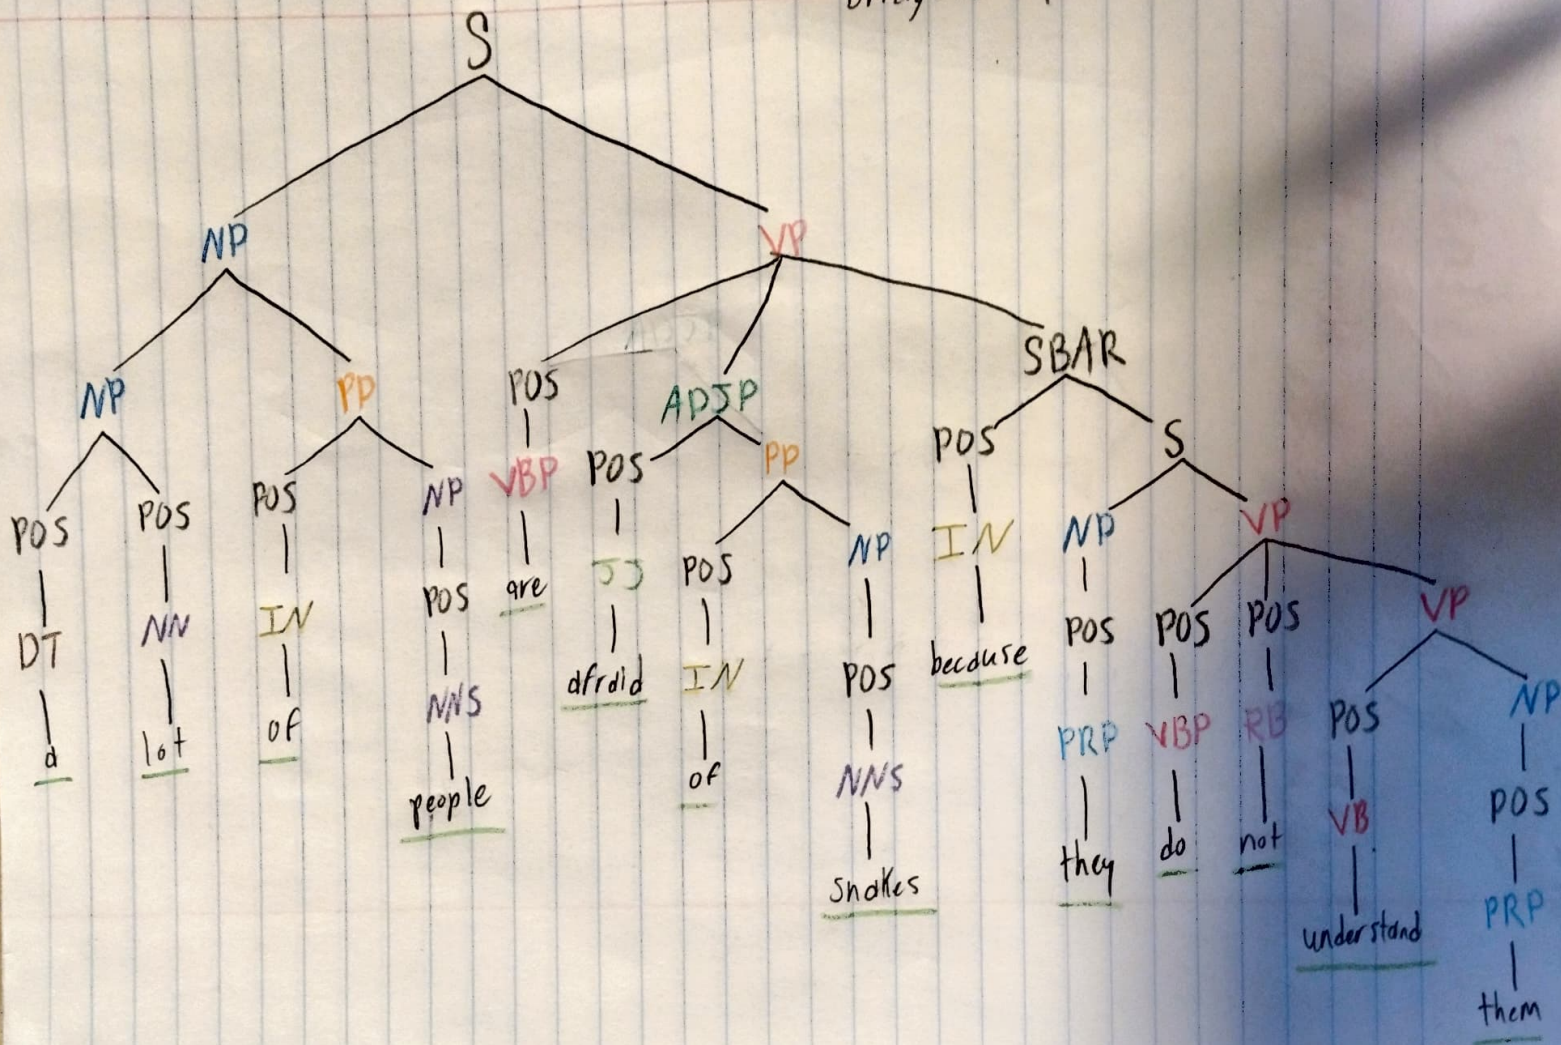 S
NP VP
NP PP POS ADJP SBAR
POS POS POS NP VBP POS PP POS S
DT NN IN POS are JJ POS NP IN NP VP
a lot of NNS afraid IN POS because POS POS POS VP
people of NNS PRP VBP RB POS NP
snakes they do not VB POS
understand PRP
them